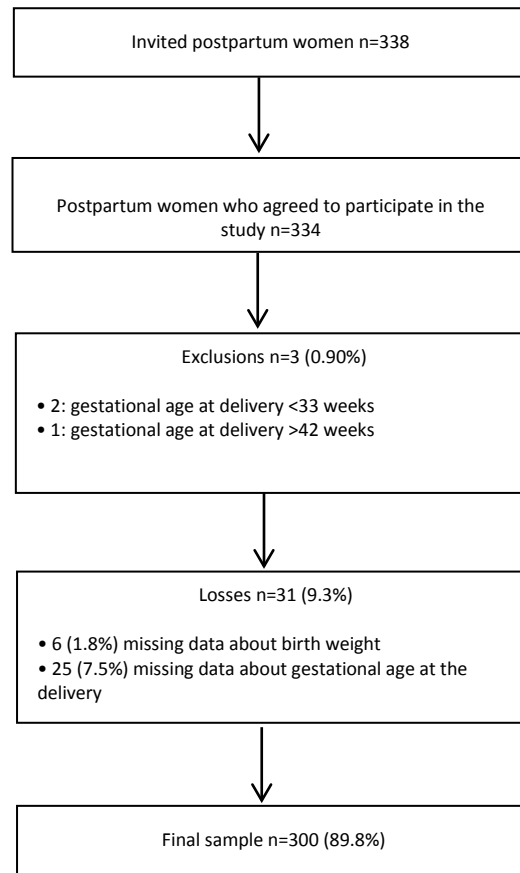 Invited postpartum women n=338
Postpartum women who agreed to participate in the
study n=334
Exclusions n=3 (0.90%)
• 2: gestational age at delivery <33 weeks
• 1: gestational age at delivery >42 weeks
Losses n=31 (9.3%)
• 6 (1.8%) missing data about birth weight
• 25 (7.5%) missing data about gestational age at the
delivery
Final sample n=300 (89.8%)